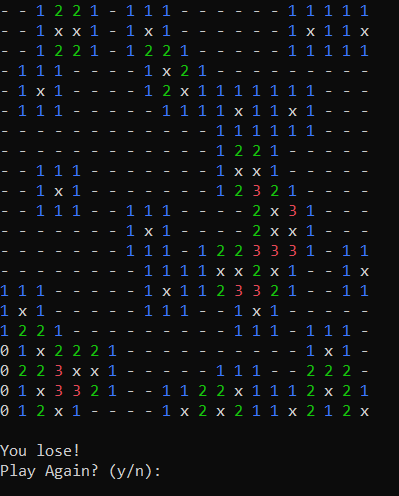 - - 1 2 2 1 - 1 1 1 - - - - - - 1 1 1 1 1
- - 1 x x 1 - 1 x 1 - - - - - - 1 x 1 1 x
- - 1 2 2 1 - 1 2 2 1 - - - - - 1 1 1 1 1
- 1 1 1 - - - - 1 x 2 1 - - - - - - - - -
- 1 x 1 - - - - 1 2 x 1 1 1 1 1 1 1 - - -
- 1 1 1 - - - - - 1 1 1 1 x 1 1 x 1 - - -
- - - - - - - - - - - - 1 1 1 1 1 1 - - -
- - - - - - - - - - - - 1 2 2 1 - - - - -
- - 1 1 1 - - - - - - - 1 x x 1 - - - - -
- - 1 x 1 - - - - - - - 1 2 3 2 1 - - - -
- - 1 1 1 - - 1 1 1 - - - - 2 x 3 1 - - -
- - - - - - - 1 x 1 - - - - 2 x x 1 - - -
- - - - - - - 1 1 1 - 1 2 2 3 3 3 1 - 1 1
- - - - - - - - 1 1 1 1 x x 2 x 1 - - 1 x
1 1 1 - - - - - 1 x 1 1 2 3 3 2 1 - - 1 1
1 x 1 - - - - - 1 1 1 - - 1 x 1 - - - - -
1 2 2 1 - - - - - - - - - 1 1 1 - 1 1 1 -
0 1 x 2 2 2 1 - - - - - - - - - - 1 x 1 -
0 2 2 3 x x 1 - - - - - 1 1 1 - - 2 2 2 -
0 1 x 3 3 2 1 - - 1 1 2 2 x 1 1 1 2 x 2 1
0 1 2 x 1 - - - - 1 x 2 x 2 1 1 x 2 1 2 x
You lose!
Play Again? (y/n):